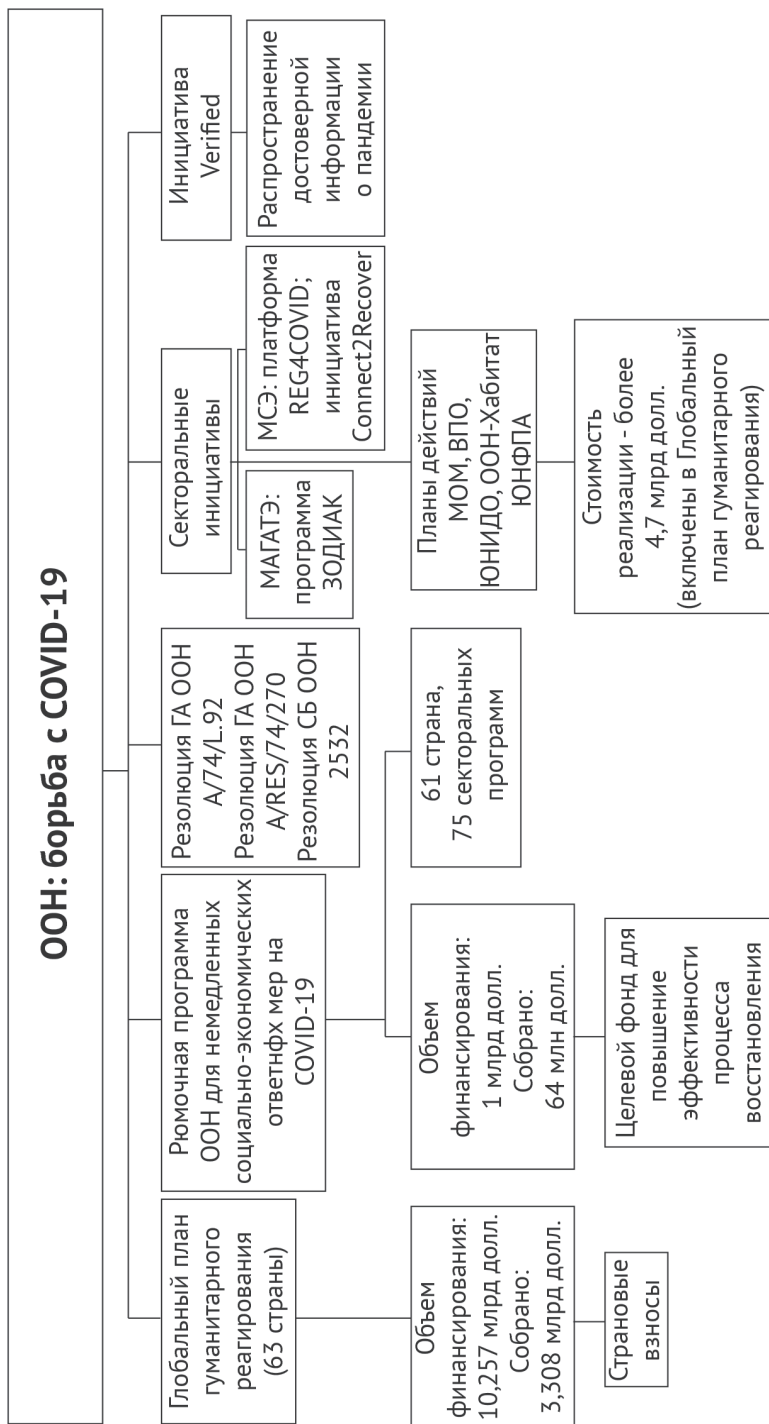 ООН: борьба с COVID-19
Глобальный план
гуманитарного
реагирования
(63 страны)
Рюмочная программа
ООН для немедленных
социально-экономических
ответнфх мер на
COVID-19
Резолюция ГА ООН
A/74/L.92
Резолюция ГА ООН
A/RES/74/270
Резолюция СБ ООН
2532
Секторальные
инициативы
Инициатива
Verified
МАГАТЭ:
программа
ЗОДИАК
МСЭ: платформа
REG4COVID;
инициатива
Connect2Recover
Распространение
достоверной
информации
о пандемии
Объем
финансирования:
10,257 млрд долл.
Собрано:
3,308 млрд долл.
Объем
финансирования:
1 млрд долл.
Собрано:
64 млн долл.
61 страна,
75 секторальных
программ
Планы действий
МОМ, ВПО,
ЮНИДО, ООН-Хабитат
ЮНФПА
Страновые
взносы
Целевой фонд для
повышение
эффективности
процесса
восстановления
Стоимость
реализации - более
4,7 млрд долл.
(включены в Глобальный
план гуманитарного
реагирования)